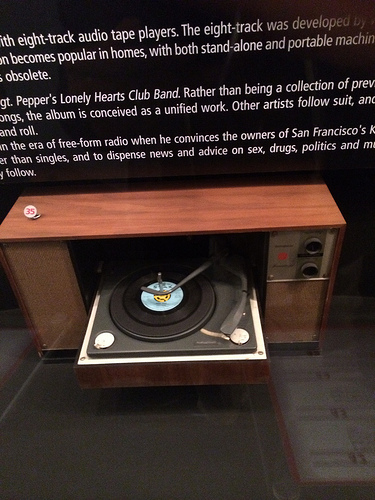 ith eight-track audio tape players. The eight-track was developed by
on becomes popular in homes, with both stand-alone and portable machin
s obsolete.
gt. Pepper's Lonely Hearts Club Band. Rather than being a collection of prev
ongs, the album is conceived as a unified work. Other artists follow suit, and
and roll.
in the era of free-form radio when he convinces the owners of San Francisco's K
er than singles, and to dispense news and advice on sex, drugs, politics and mu
y follow.
35